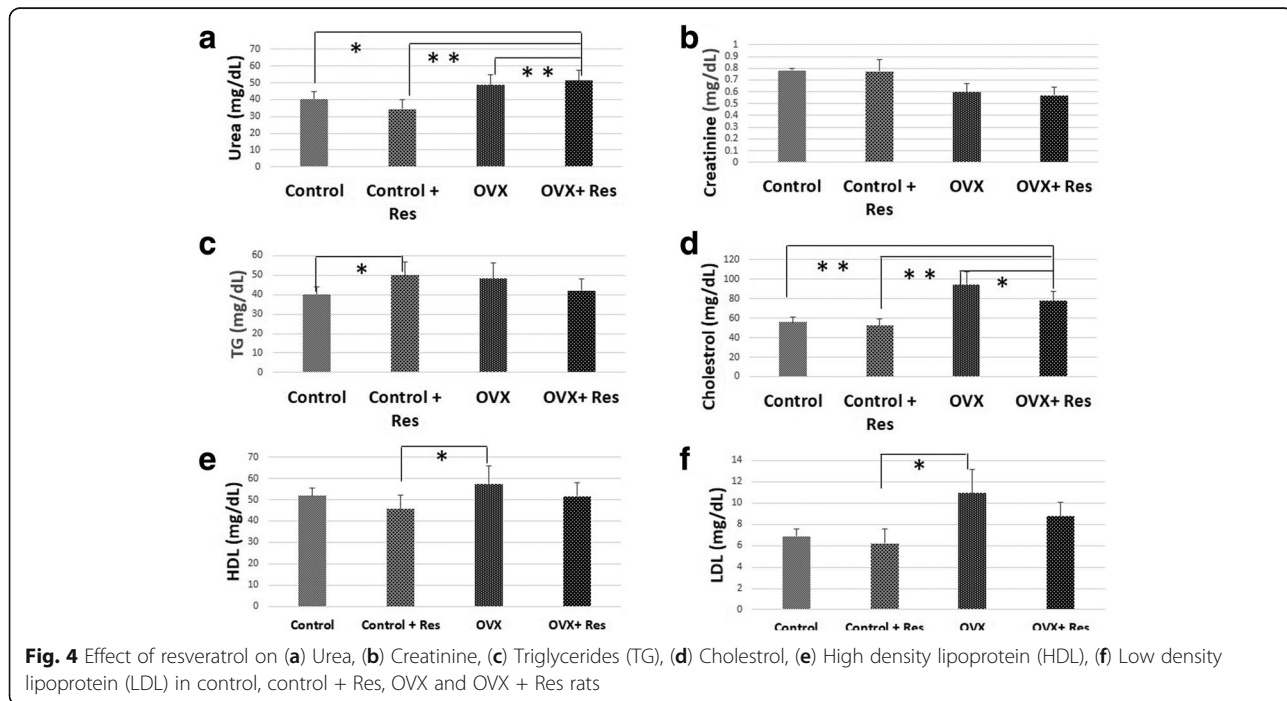 a
Urea (mg/dL)
70
60
50
40
30
20
10
0
*
* *
* *
Control
Control +
Res
OVX
OVX+ Res
b
Creatinine (mg/dL)
1
0.9
0.8
0.7
0.6
0.5
0.4
0.3
0.2
0.1
0
Control
Control +
Res
OVX
OVX+ Res
c
TG (mg/dL)
60
50
40
30
20
10
0
*
Control
Control +
Res
OVX
OVX+ Res
d
Cholestrol (mg/dL)
120
100
80
60
40
20
0
* *
* *
*
Control
Control +
Res
OVX
OVX+ Res
e
HDL (mg/dL)
70
60
50
40
30
20
10
0
*
Control
Control + Res
OVX
OVX+ Res
f
LDL (mg/dL)
14
12
10
8
6
4
2
0
*
Control
Control + Res
OVX
OVX+ Res
Fig. 4 Effect of resveratrol on (a) Urea, (b) Creatinine, (c) Triglycerides (TG), (d) Cholestrol, (e) High density lipoprotein (HDL), (f) Low density
lipoprotein (LDL) in control, control + Res, OVX and OVX + Res rats